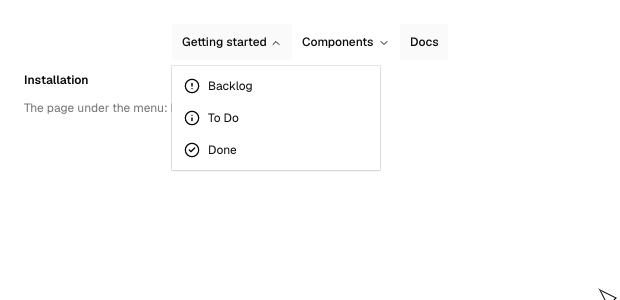 Getting started
Components
Docs
Installation
The page under the menu:
Backlog
To Do
Done